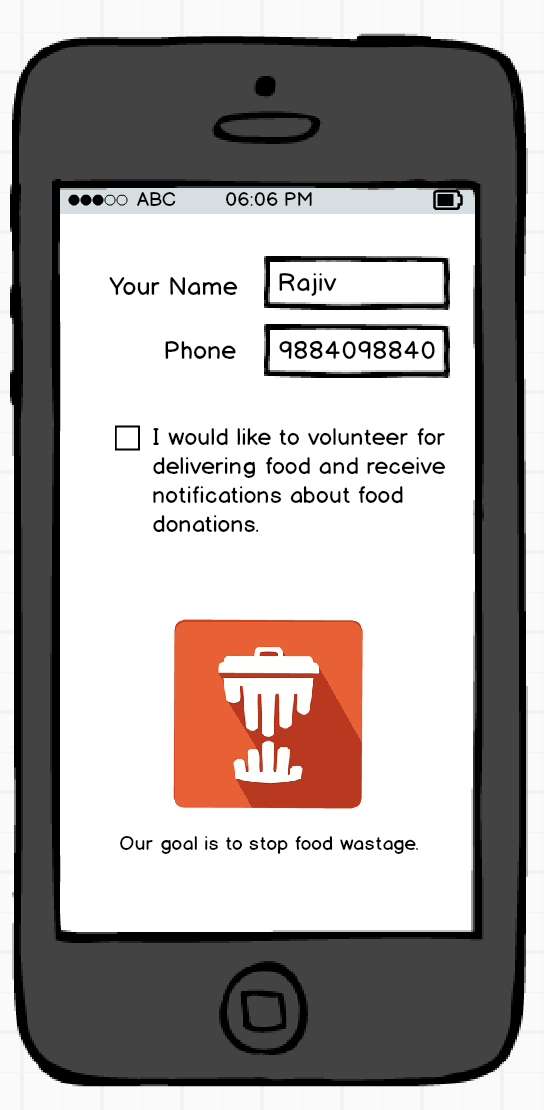 ABC 06:06 PM
Your Name Rajiv
Phone 9884098840
I would like to volunteer for
delivering food and receive
notifications about food
donations.
Our goal is to stop food wastage.